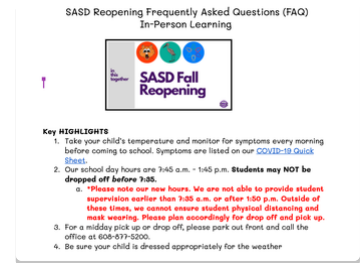 SASD Reopening Frequently Asked Questions (FAQ)
In-Person Learning
in this together
SASD Fall
Reopening
Key HIGHLIGHTS
1. Take your child's temperature and monitor for symptoms every morning
before coming to school. Symptoms are listed on our COVID-19 Quick
Sheet.
2. Our school day hours are 7:45 a.m. - 1:45 p.m. Students may NOT be
dropped off before 7:35.
a. *Please note our new hours. We are not able to provide student
supervision earlier than 7:35 a.m. or after 1:50 p.m. Outside of
these times, we cannot ensure student physical distancing and
mask wearing. Please plan accordingly for drop off and pick up.
3. For a midday pick up or drop off, please park out front and call the
office at 608-877-5200.
4. Be sure your child is dressed appropriately for the weather